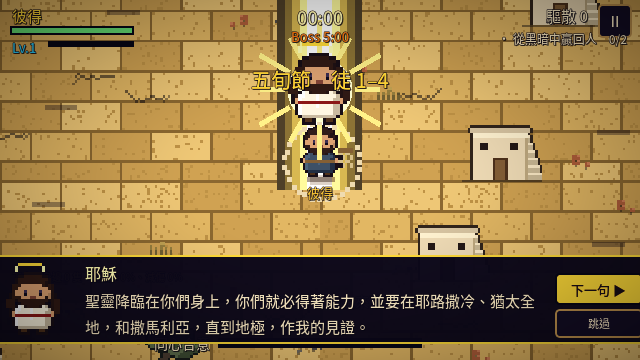 彼得
00:00
驅散 0
Boss 5:00
Lv.1
· 從黑暗中贏回人 0/2
五旬節 徒 1–4
彼得
耶穌
聖靈降臨在你們身上，你們就必得著能力，並要在耶路撒冷、猶太全
地，和撒馬利亞，直到地極，作我的見證。
下一句 ▶
跳過